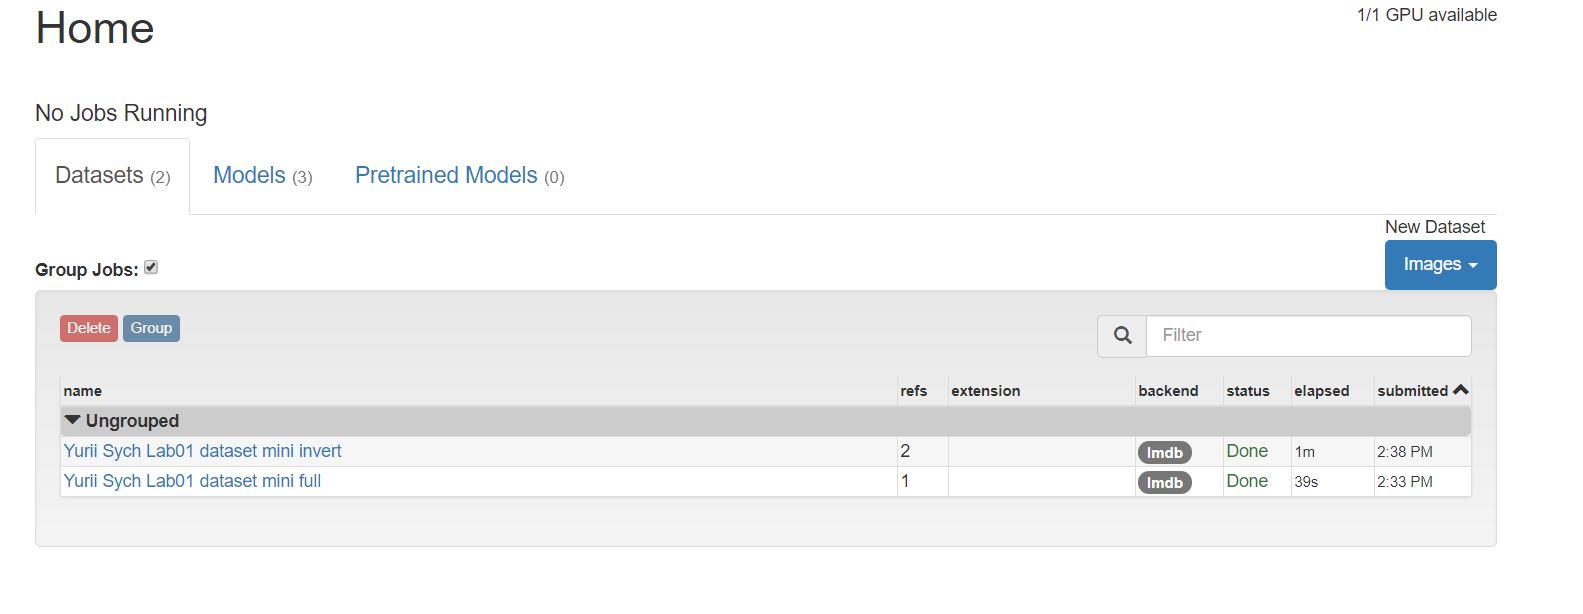 Home
1/1 GPU available
No Jobs Running
Datasets (2) Models (3) Pretrained Models (0)
New Dataset
Group Jobs:
Images
Delete Group
Filter
name refs extension backend status elapsed submitted
Ungrouped
Yurii Sych Lab01 dataset mini invert 2 lmdb Done 1m 2:38 PM
Yurii Sych Lab01 dataset mini full 1 lmdb Done 39s 2:33 PM